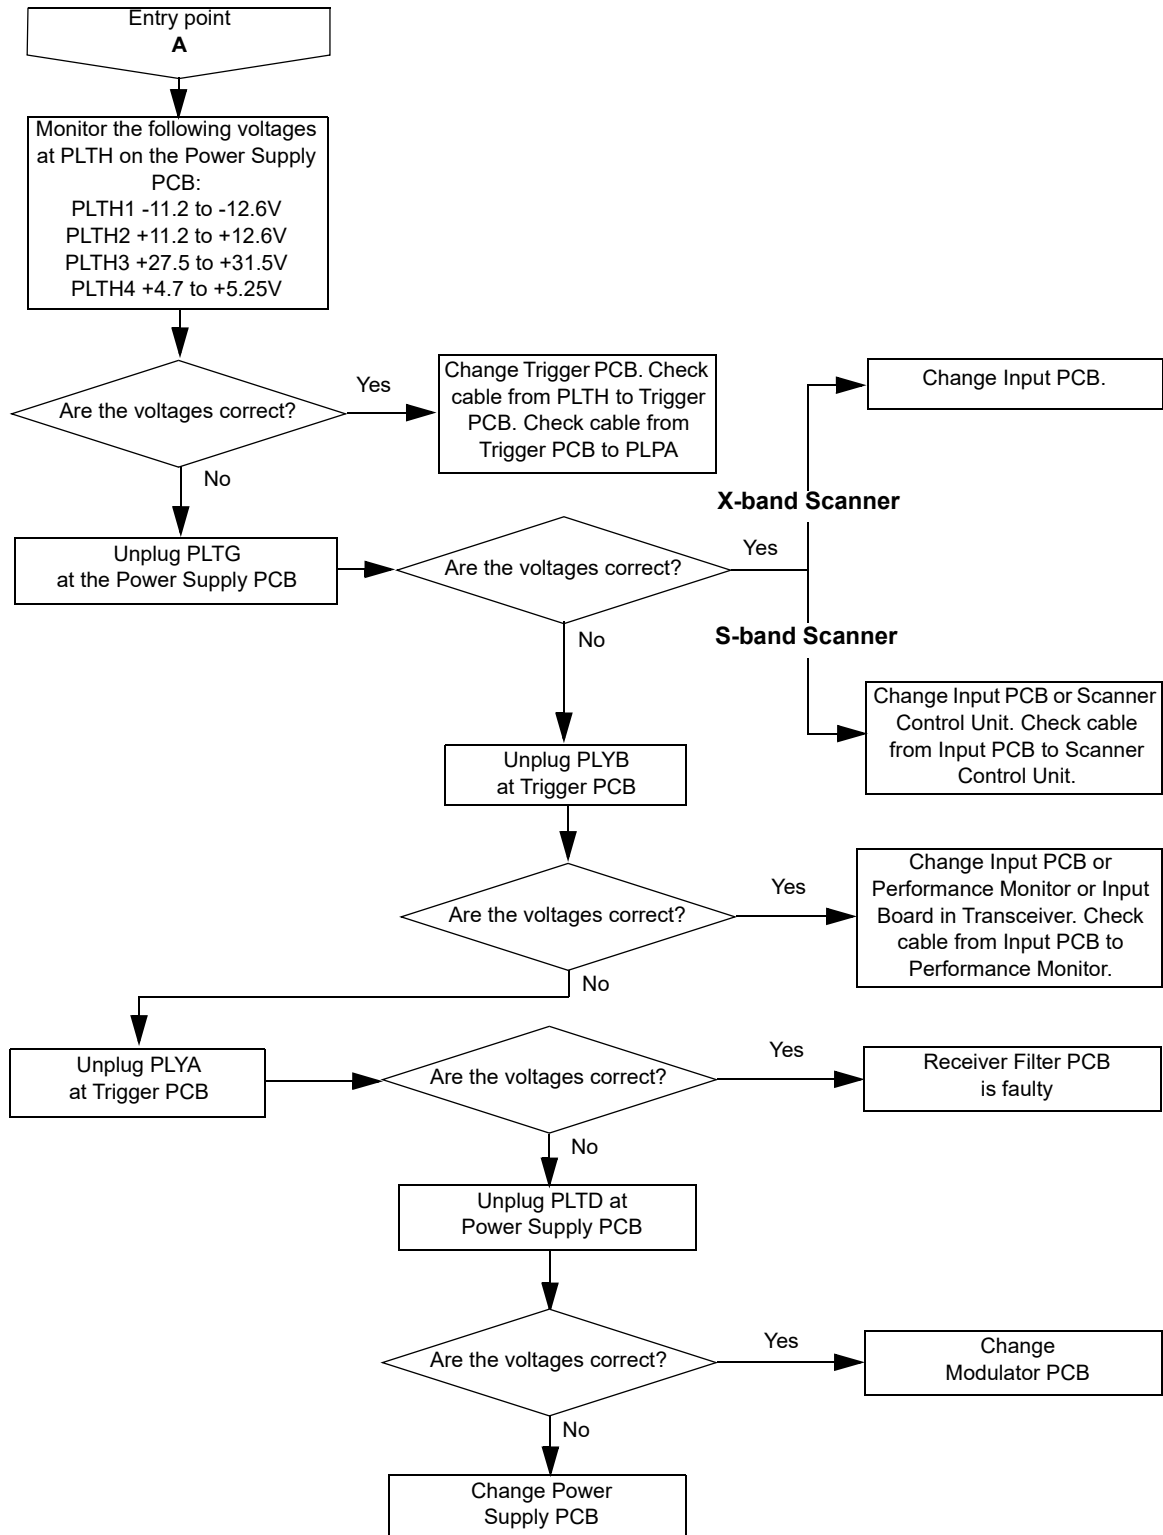 Entry point
A
Monitor the following voltages
at PLTH on the Power Supply
PCB:
PLTH1 -11.2 to -12.6V
PLTH2 +11.2 to +12.6V
PLTH3 +27.5 to +31.5V
PLTH4 +4.7 to +5.25V
Are the voltages correct?
Yes
Change Trigger PCB. Check
cable from PLTH to Trigger
PCB. Check cable from
Trigger PCB to PLPA
No
Unplug PLTG
at the Power Supply PCB
Are the voltages correct?
Yes
X-band Scanner
Change Input PCB.
S-band Scanner
Change Input PCB or Scanner
Control Unit. Check cable
from Input PCB to Scanner
Control Unit.
No
Unplug PLYB
at Trigger PCB
Are the voltages correct?
Yes
Change Input PCB or
Performance Monitor or Input
Board in Transceiver. Check
cable from Input PCB to
Performance Monitor.
No
Unplug PLYA
at Trigger PCB
Are the voltages correct?
Yes
Receiver Filter PCB
is faulty
No
Unplug PLTD at
Power Supply PCB
Are the voltages correct?
Yes
Change
Modulator PCB
No
Change Power
Supply PCB